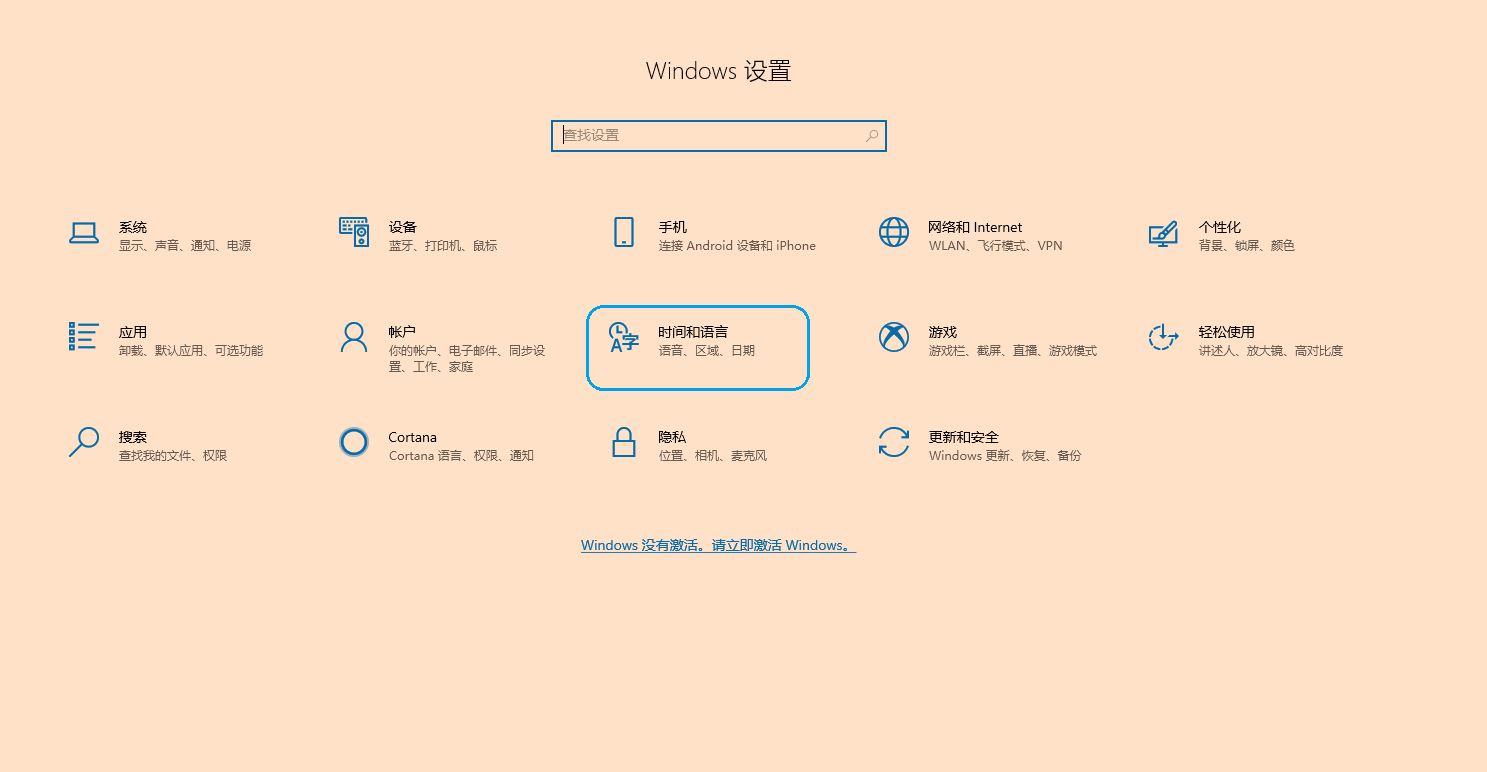 Windows 设置
查找设置
系统
显示、声音、通知、电源
设备
蓝牙、打印机、鼠标
手机
连接 Android 设备和 iPhone
网络和 Internet
WLAN、飞行模式、VPN
个性化
背景、锁屏、颜色
应用
卸载、默认应用、可选功能
帐户
你的帐户、电子邮件、同步设
置、工作、家庭
时间和语言
语音、区域、日期
游戏
游戏栏、截屏、直播、游戏模式
轻松使用
讲述人、放大镜、高对比度
搜索
查找我的文件、权限
Cortana
Cortana 语言、权限、通知
隐私
位置、相机、麦克风
更新和安全
Windows 更新、恢复、备份
Windows 没有激活。请立即激活 Windows。